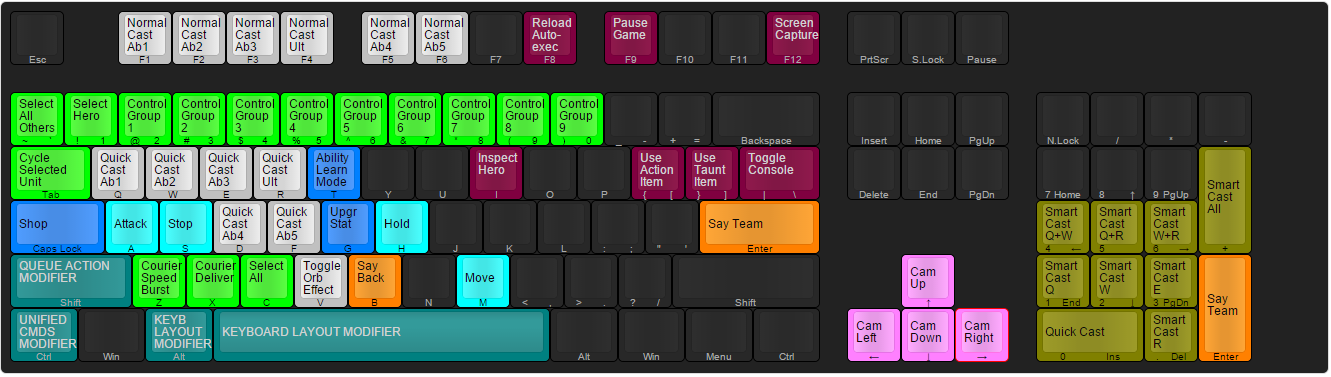 Esc
Normal
Cast
Ab1
F1
Normal
Cast
Ab2
F2
Normal
Cast
Ab3
F3
Normal
Cast
Ult
F4
Normal
Cast
Ab4
F5
Normal
Cast
Ab5
F6
F7
Reload
Auto-
exec
F8
Pause
Game
F9
F10
F11
Screen
Capture
F12
PrtScr
S.Lock
Pause
Select
All
Others
~ `
Select
Hero
! 1
Control
Group
1
@ 2
Control
Group
2
# 3
Control
Group
3
$ 4
Control
Group
4
% 5
Control
Group
5
^ 6
Control
Group
6
& 7
Control
Group
7
* 8
Control
Group
8
( 9
Control
Group
9
) 0
_ -
+ =
Backspace
Insert
Home
PgUp
N.Lock
/
*
-
Cycle
Selected
Unit
Tab
Quick
Cast
Ab1
Q
Quick
Cast
Ab2
W
Quick
Cast
Ab3
E
Quick
Cast
Ult
R
Ability
Learn
Mode
T
Y
U
Inspect
Hero
I
O
P
Use
Action
Item
{ [
Use
Taunt
Item
} ]
Toggle
Console
| \
Delete
End
PgDn
7 Home
8 ↑
9 PgUp
Smart
Cast
All
+
Shop
Caps Lock
Attack
A
Stop
S
Quick
Cast
Ab4
D
Quick
Cast
Ab5
F
Upgr
Stat
G
Hold
H
J
K
L
: ;
" '
Say Team
Enter
Smart
Cast
Q+W
4 ←
Smart
Cast
Q+R
5
Smart
Cast
W+R
6 →
QUEUE ACTION
MODIFIER
Shift
Courier
Speed
Burst
Z
Courier
Deliver
X
Select
All
C
Toggle
Orb
Effect
V
Say
Back
B
N
Move
M
< ,
> .
? /
Shift
Cam
Up
↑
Smart
Cast
Q
1 End
Smart
Cast
W
2 ↓
Smart
Cast
E
3 PgDn
Say
Team
Enter
UNIFIED
CMDS
MODIFIER
Ctrl
Win
KEYB
LAYOUT
MODIFIER
Alt
KEYBOARD LAYOUT MODIFIER
Alt
Win
Menu
Ctrl
Cam
Left
←
Cam
Down
↓
Cam
Right
→
Quick Cast
0 Ins
Smart
Cast
R
. Del